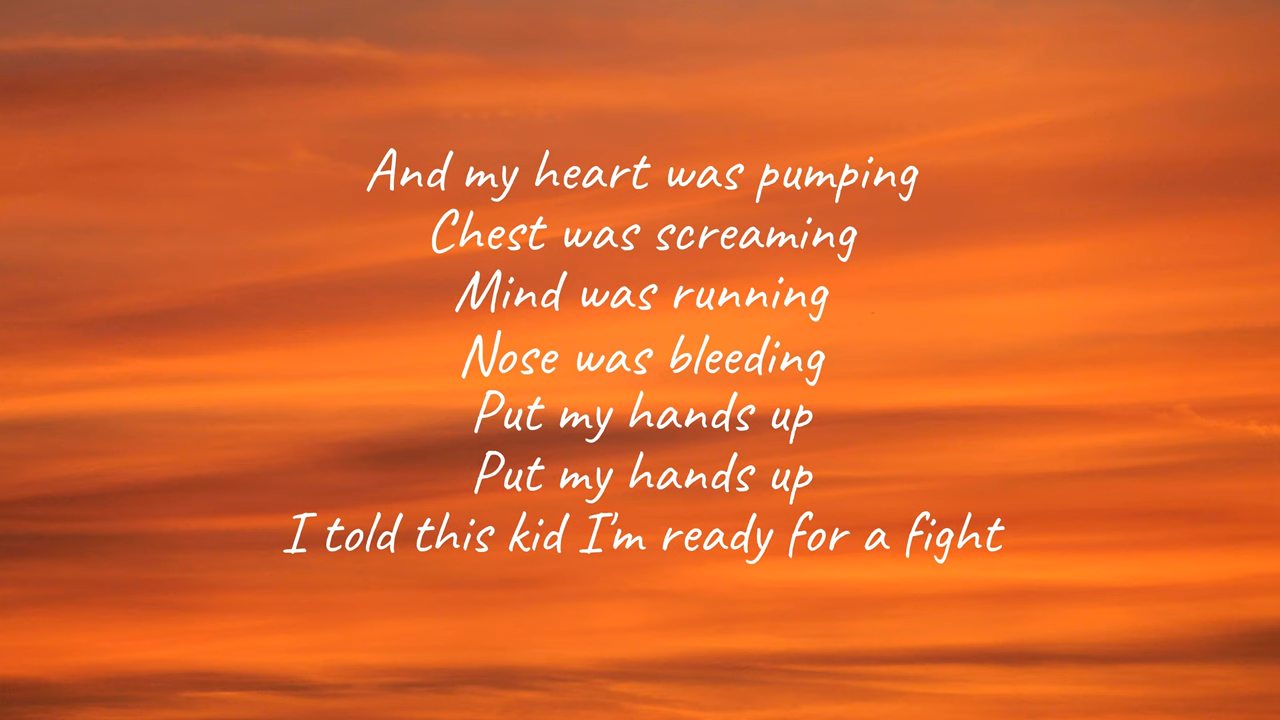 And my heart was pumping
Chest was screaming
Mind was running
Nose was bleeding
Put my hands up
Put my hands up
I told this kid I'm ready for a fight